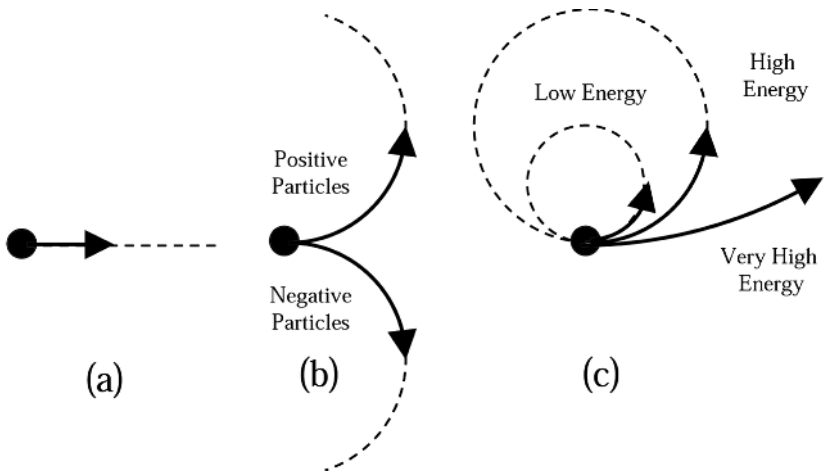 Positive
Particles
Negative
Particles
Low Energy
High
Energy
Very High
Energy
(a)
(b)
(c)